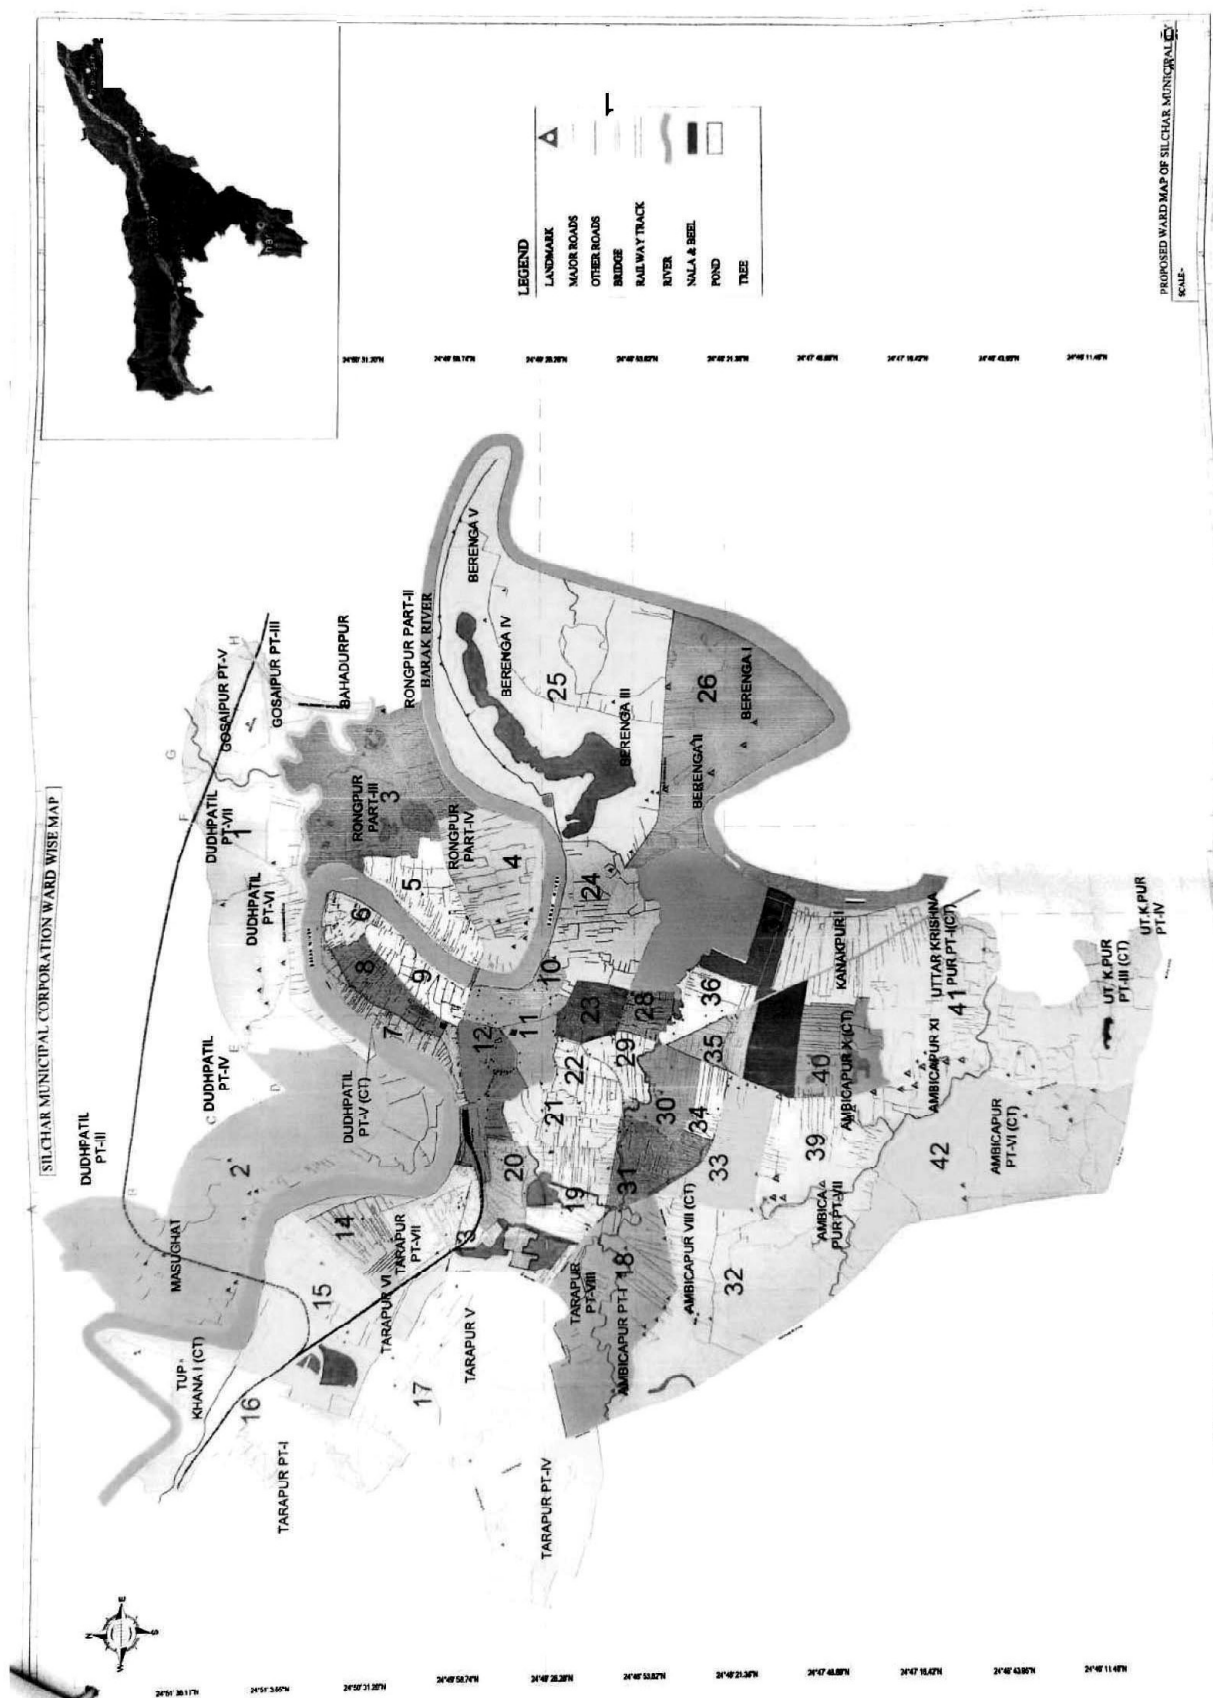 SILCHAR MUNICIPAL CORPORATION WARD WISE MAP
N
E
S
W
LEGEND
LANDMARK
MAJOR ROADS
OTHER ROADS
BRIDGE
RAILWAY TRACK
RIVER
NALA & BEEL
POND
TREE
PROPOSED WARD MAP OF SILCHAR MUNICIPALITY
SCALE:-
A
C
D
E
F
G
H
DUDHPATIL
PT-II
C DUDHPATIL
PT-IV
DUDHPATIL
PT-VI
DUDHPATIL
PT-VII
1
GOSAIPUR PT-V
GOSAIPUR PT-III
BAHADURPUR
RONGPUR PART-II
BARAK RIVER
MASUGHAT
2
DUDHPATIL
PT-V (CT)
RONGPUR
PART-III
3
RONGPUR
PART-IV
4
5
6
7
8
9
10
11
12
13
14
15
16
17
18
19
20
21
22
23
24
25
26
28
29
30
31
32
33
34
35
36
39
40
41
42
TUP
KHANA I (CT)
TARAPUR PT-I
TARAPUR VI
TARAPUR
PT-VII
TARAPUR V
TARAPUR PT-IV
TARAPUR
PT-VIII
AMBICAPUR PT-I
AMBICAPUR VIII (CT)
AMBICA
PUR PT-VII
AMBICAPUR X (CT)
AMBICAPUR XI
AMBICAPUR
PT-VI (CT)
KANAKPUR I
UTTAR KRISHNA
PUR PT-I(CT)
UT. K.PUR
PT-III (CT)
UT.K.PUR
PT-IV
BERENGA V
BERENGA IV
BERENGA III
BERENGA II
BERENGA I